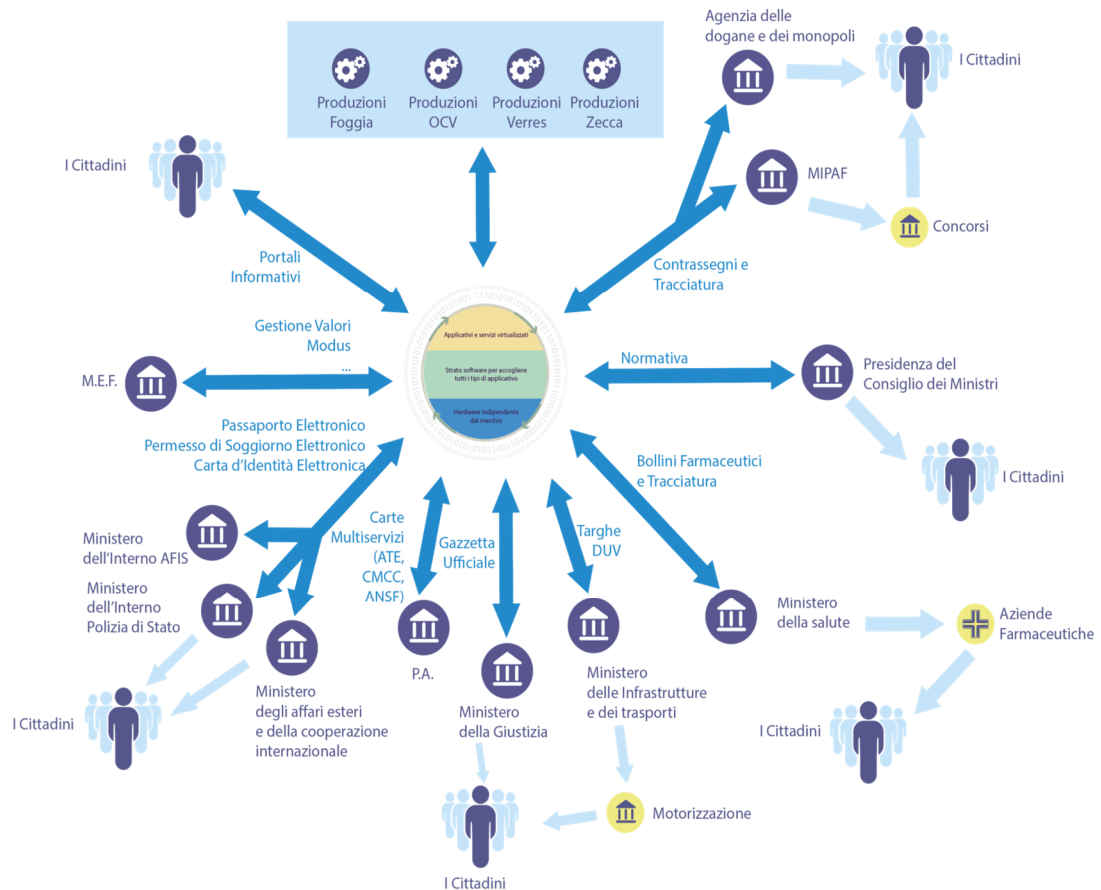 Produzioni
Foggia
Produzioni
OCV
Produzioni
Verres
Produzioni
Zecca
Agenzia delle
dogane e dei monopoli
I Cittadini
MIPAF
Concorsi
Contrassegni e
Tracciatura
I Cittadini
Portali
Informativi
Gestione Valori
Modus
...
M.E.F.
Applicativi e servizi virtualizzati
Strato software per accogliere
tutti i tipi di applicativo
Hardware indipendente
dal marchio
Normativa
Presidenza del
Consiglio dei Ministri
I Cittadini
Passaporto Elettronico
Permesso di Soggiorno Elettronico
Carta d'Identità Elettronica
Bollini Farmaceutici
e Tracciatura
Ministero
dell'Interno AFIS
Ministero
dell'Interno
Polizia di Stato
Ministero
degli affari esteri
e della cooperazione
internazionale
I Cittadini
Carte
Multiservizi
(ATE,
CMCC,
ANSF)
P.A.
Gazzetta
Ufficiale
Ministero
della Giustizia
Targhe
DUV
Ministero
delle Infrastrutture
e dei trasporti
Motorizzazione
I Cittadini
Ministero
della salute
Aziende
Farmaceutiche
I Cittadini